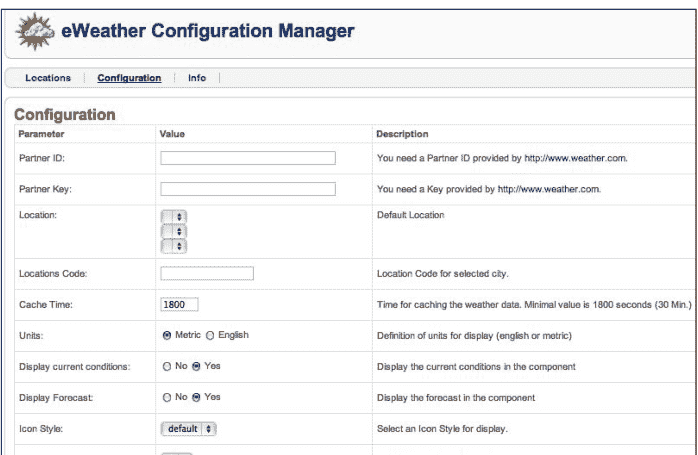 eWeather Configuration Manager
Locations Configuration Info
Configuration
Parameter Value Description
Partner ID: You need a Partner ID provided by http://www.weather.com.
Partner Key: You need a Key provided by http://www.weather.com.
Location: Default Location
Locations Code: Location Code for selected city.
Cache Time: 1800 Time for caching the weather data. Minimal value is 1800 seconds (30 Min.)
Units: Metric English Definition of units for display (english or metric)
Display current conditions: No Yes Display the current conditions in the component
Display Forecast: No Yes Display the forecast in the component
Icon Style: default Select an Icon Style for display.